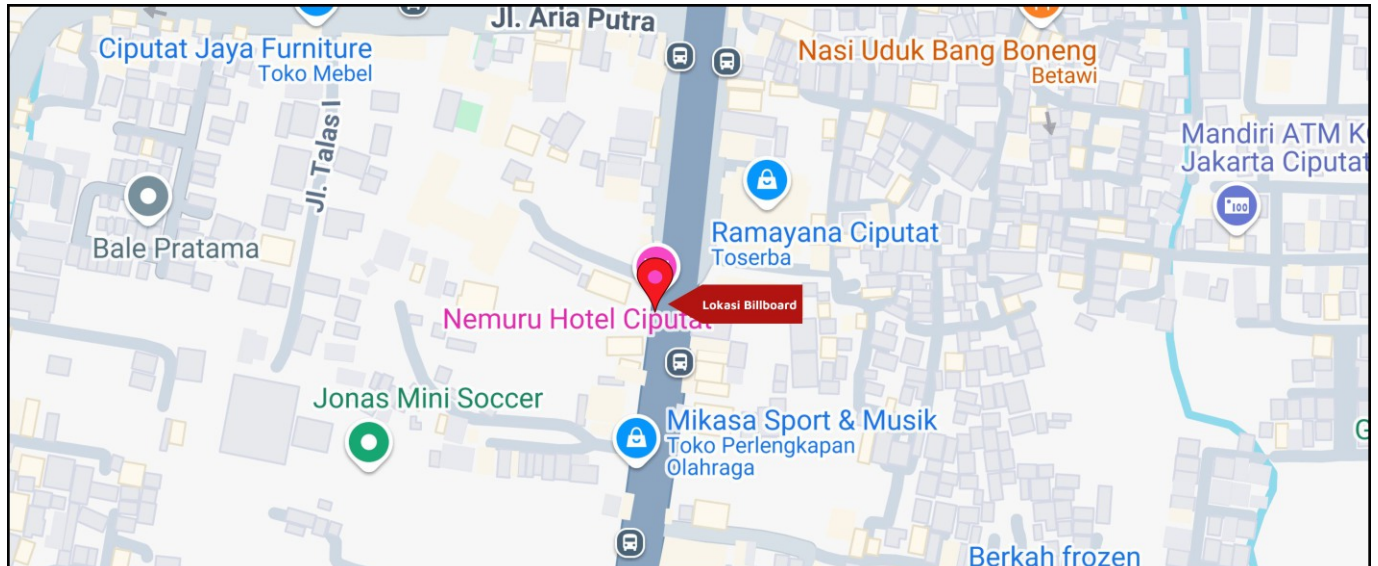 Jl. Aria Putra
Ciputat Jaya Furniture
Toko Mebel
Nasi Uduk Bang Boneng
Betawi
Jl. Talas I
Mandiri ATM K
Jakarta Ciputat
100
Bale Pratama
Ramayana Ciputat
Toserba
Lokasi Billboard
Nemuru Hotel Ciputat
Jonas Mini Soccer
Mikasa Sport & Musik
Toko Perlengkapan
Olahraga
G
Berkah frozen